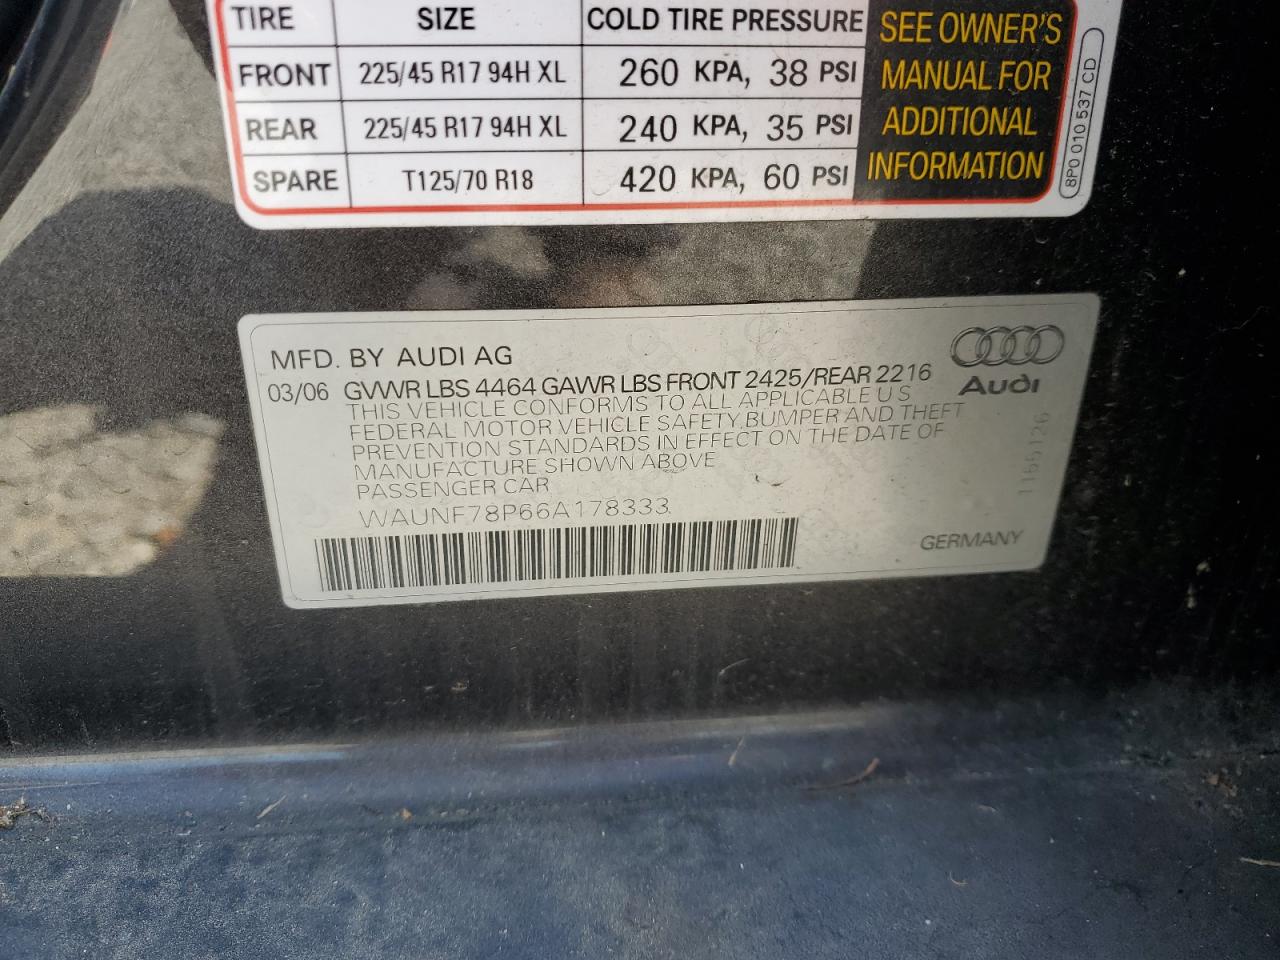 TIRE SIZE COLD TIRE PRESSURE
FRONT 225/45 R17 94H XL 260 KPA, 38 PSI
REAR 225/45 R17 94H XL 240 KPA, 35 PSI
SPARE T125/70 R18 420 KPA, 60 PSI
SEE OWNER'S
MANUAL FOR
ADDITIONAL
INFORMATION
8P0 010 537 CD
MFD. BY AUDI AG
03/06 GVWR LBS 4464 GAWR LBS FRONT 2425/REAR 2216
THIS VEHICLE CONFORMS TO ALL APPLICABLE U S
FEDERAL MOTOR VEHICLE SAFETY, BUMPER AND THEFT
PREVENTION STANDARDS IN EFFECT ON THE DATE OF
MANUFACTURE SHOWN ABOVE
PASSENGER CAR
WAUNF78P66A178333
Audi
1165126
GERMANY